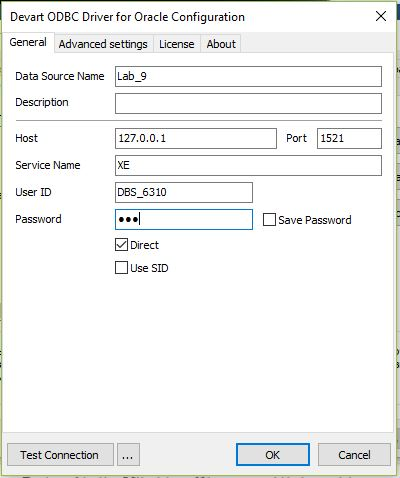 Devart ODBC Driver for Oracle Configuration
General Advanced settings License About
Data Source Name Lab_9
Description
Host 127.0.0.1 Port 1521
Service Name XE
User ID DBS_6310
Password ●●● Save Password
Direct
Use SID
Test Connection ... OK Cancel